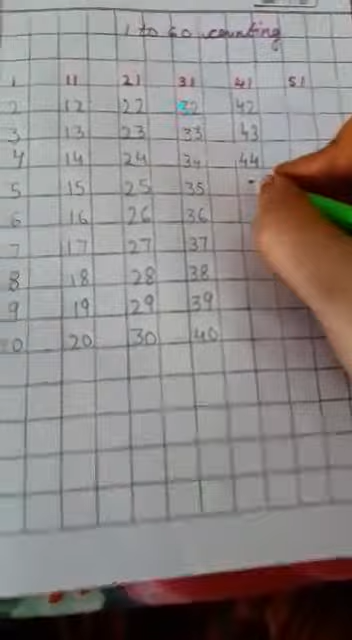 1 to 60 counting
1 11 21 31 41 51
2 12 22 32 42
3 13 23 33 43
4 14 24 34 44
5 15 25 35
6 16 26 36
7 17 27 37
8 18 28 38
9 19 29 39
0 20 30 40